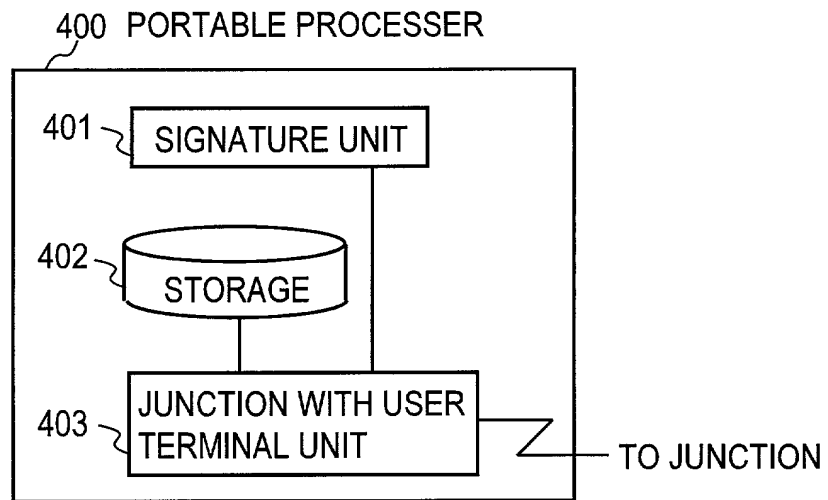 400 PORTABLE PROCESSER
401 SIGNATURE UNIT
402 STORAGE
403 JUNCTION WITH USER
TERMINAL UNIT
TO JUNCTION